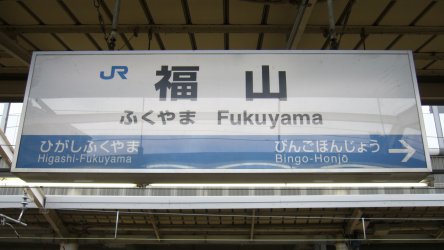 JR 福山
ふくやま Fukuyama
ひがしふくやま びんごほんじょう
Higashi-Fukuyama Bingo-Honjō